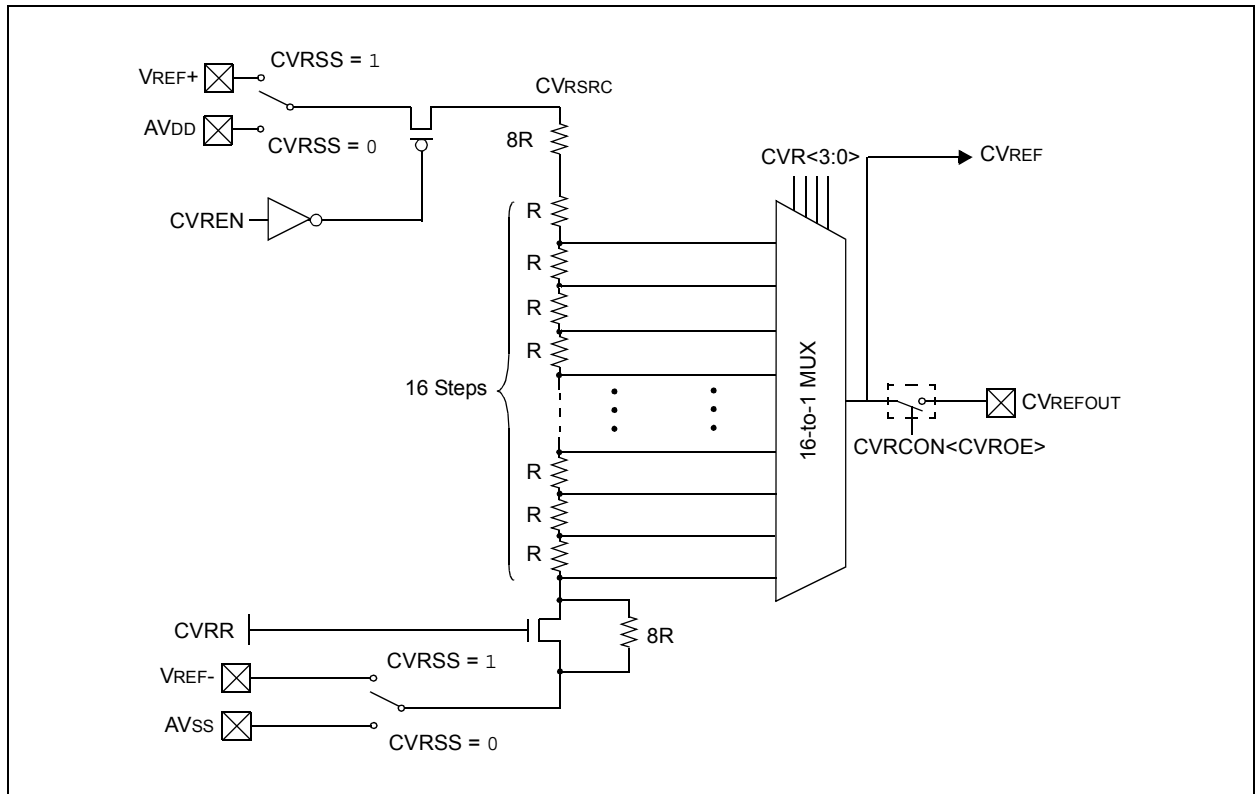 VREF+
CVRSS = 1
AVDD
CVRSS = 0
CVREN
CVRSRC
8R
R
R
R
R
16 Steps
R
R
R
CVR<3:0>
CVREF
16-to-1 MUX
CVREFOUT
CVRCON<CVROE>
CVRR
8R
VREF-
CVRSS = 1
AVSS
CVRSS = 0